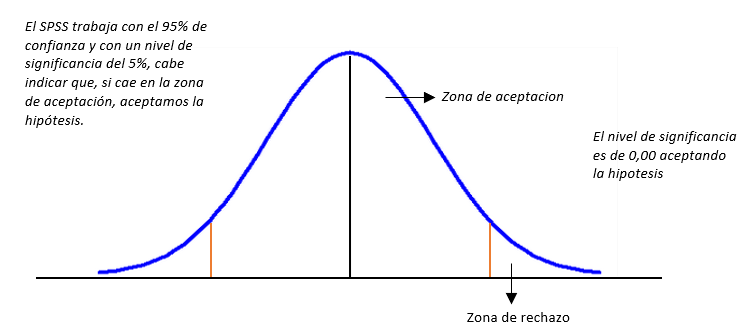 El SPSS trabaja con el 95% de
confianza y con un nivel de
significancia del 5%, cabe
indicar que, si cae en la zona
de aceptación, aceptamos la
hipótesis.
Zona de aceptacion
El nivel de significancia
es de 0,00 aceptando
la hipotesis
Zona de rechazo